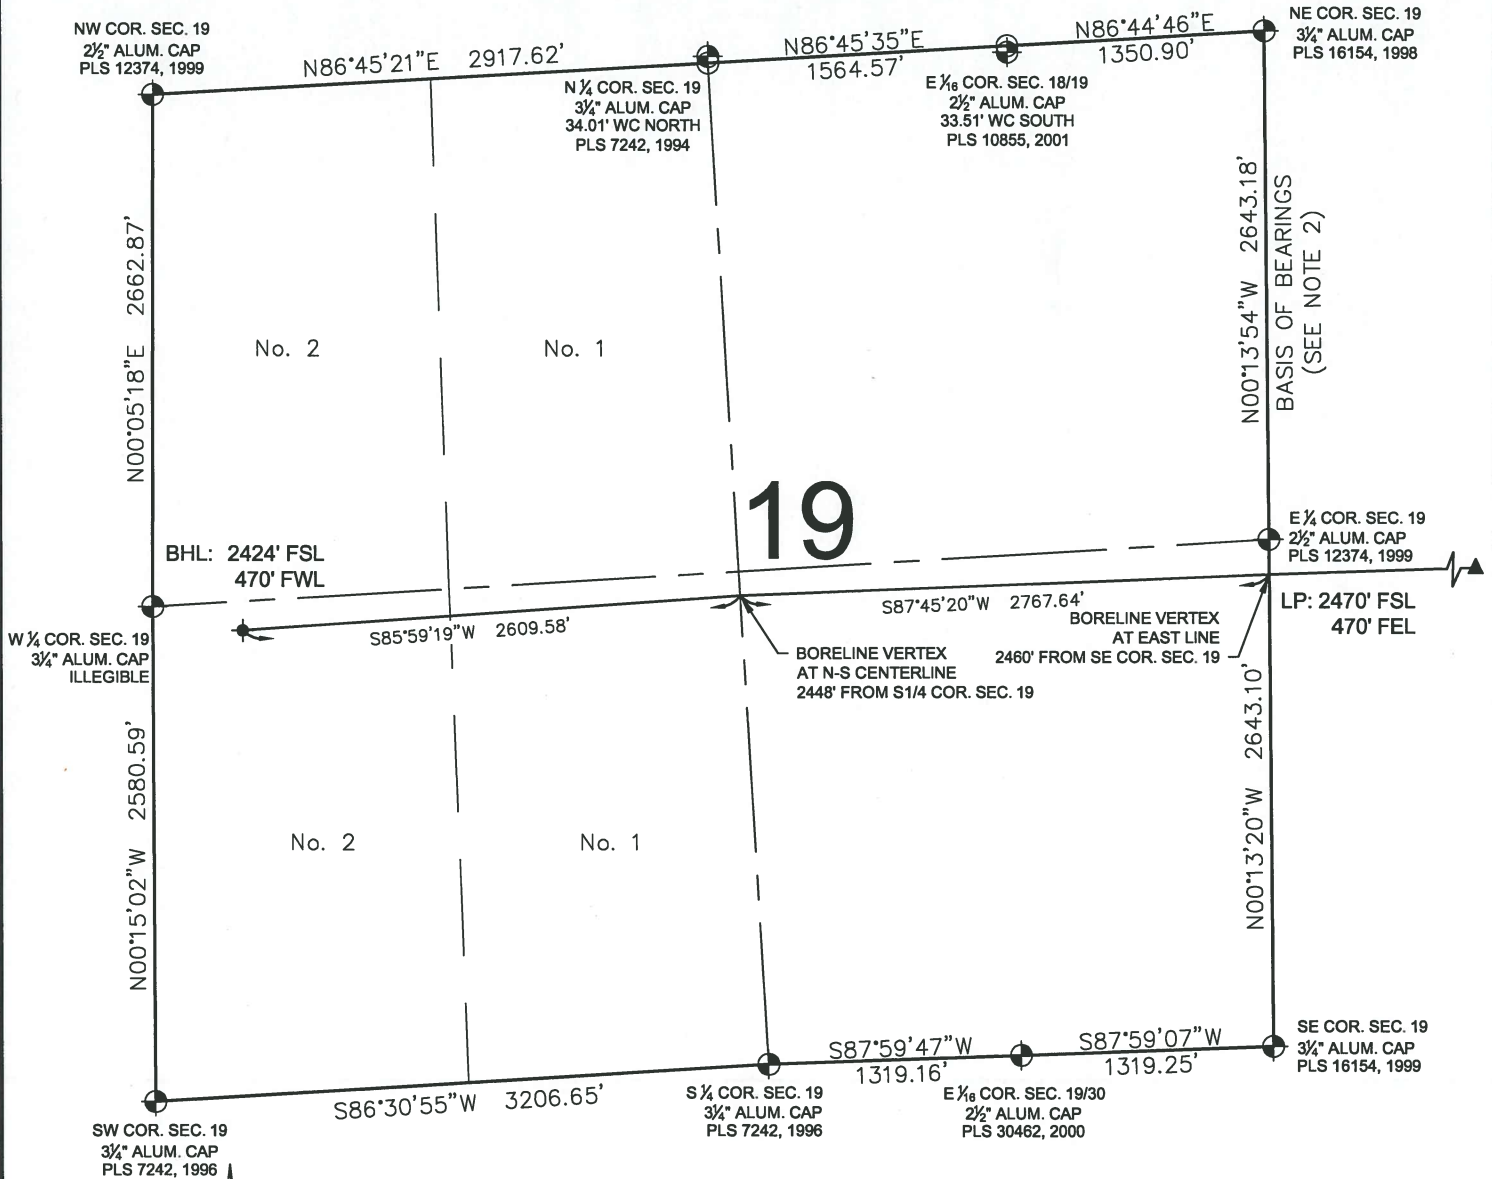 NW COR. SEC. 19
2½" ALUM. CAP
PLS 12374, 1999
N86°45'21"E 2917.62'
N ¼ COR. SEC. 19
3¼" ALUM. CAP
34.01' WC NORTH
PLS 7242, 1994
N86°45'35"E
1564.57'
E 1⁄16 COR. SEC. 18/19
2½" ALUM. CAP
33.51' WC SOUTH
PLS 10855, 2001
N86°44'46"E
1350.90'
NE COR. SEC. 19
3¼" ALUM. CAP
PLS 16154, 1998
N00°05'18"E 2662.87'
No. 2
No. 1
N00°13'54"W 2643.18'
BASIS OF BEARINGS
(SEE NOTE 2)
19
E ¼ COR. SEC. 19
2½" ALUM. CAP
PLS 12374, 1999
BHL: 2424' FSL
470' FWL
W ¼ COR. SEC. 19
3¼" ALUM. CAP
ILLEGIBLE
S85°59'19"W 2609.58'
S87°45'20"W 2767.64'
LP: 2470' FSL
470' FEL
BORELINE VERTEX
AT EAST LINE
2460' FROM SE COR. SEC. 19
BORELINE VERTEX
AT N-S CENTERLINE
2448' FROM S1/4 COR. SEC. 19
N00°15'02"W 2580.59'
No. 2
No. 1
N00°13'20"W 2643.10'
SW COR. SEC. 19
3¼" ALUM. CAP
PLS 7242, 1996
S86°30'55"W 3206.65'
S ¼ COR. SEC. 19
3¼" ALUM. CAP
PLS 7242, 1996
S87°59'47"W
1319.16'
E 1⁄16 COR. SEC. 19/30
2½" ALUM. CAP
PLS 30462, 2000
S87°59'07"W
1319.25'
SE COR. SEC. 19
3¼" ALUM. CAP
PLS 16154, 1999